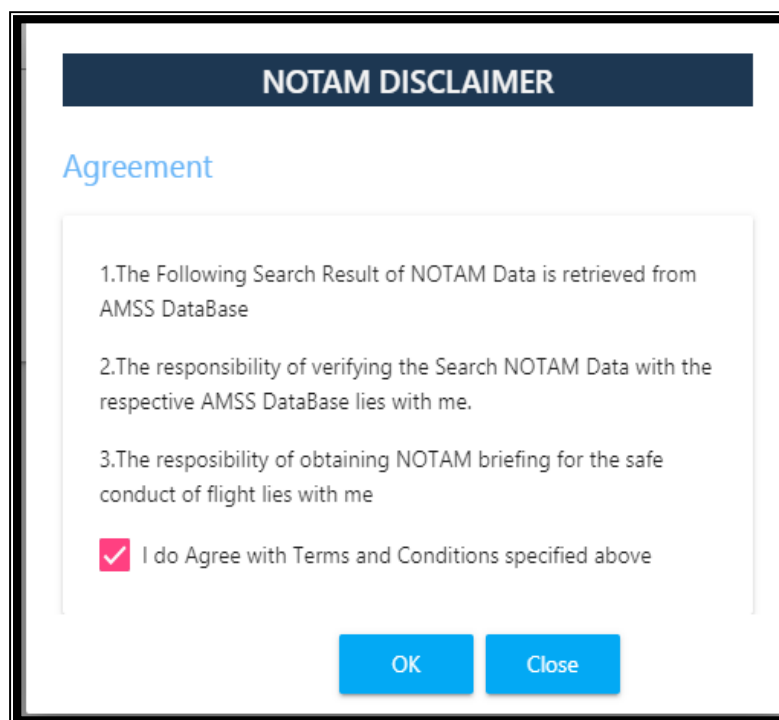 NOTAM DISCLAIMER
Agreement
1.The Following Search Result of NOTAM Data is retrieved from
AMSS DataBase
2.The responsibility of verifying the Search NOTAM Data with the
respective AMSS DataBase lies with me.
3.The resposibility of obtaining NOTAM briefing for the safe
conduct of flight lies with me
I do Agree with Terms and Conditions specified above
OK
Close